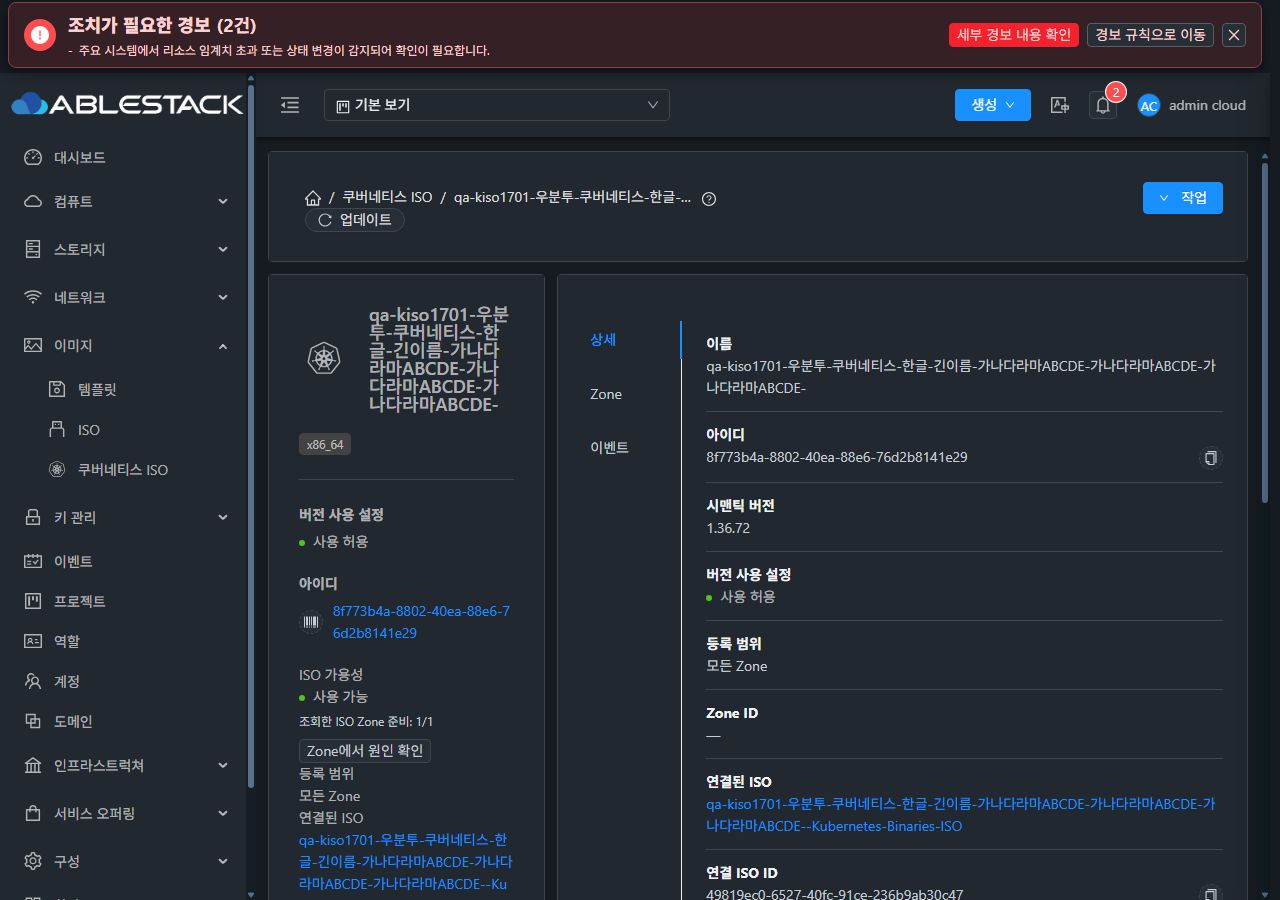 조치가 필요한 경보 (2건)
- 주요 시스템에서 리소스 임계치 초과 또는 상태 변경이 감지되어 확인이 필요합니다.
세부 경보 내용 확인
경보 규칙으로 이동
ABLESTACK
기본 보기
생성
2
AC
admin cloud
대시보드
컴퓨트
스토리지
네트워크
이미지
템플릿
ISO
쿠버네티스 ISO
키 관리
이벤트
프로젝트
역할
계정
도메인
인프라스트럭쳐
서비스 오퍼링
구성
/ 쿠버네티스 ISO / qa-kiso1701-우분투-쿠버네티스-한글-...
업데이트
작업
qa-kiso1701-우분
투-쿠버네티스-한
글-긴이름-가나다
라마ABCDE-가나
다라마ABCDE-가
나다라마ABCDE-
x86_64
버전 사용 설정
사용 허용
아이디
8f773b4a-8802-40ea-88e6-7
6d2b8141e29
ISO 가용성
사용 가능
조회한 ISO Zone 준비: 1/1
Zone에서 원인 확인
등록 범위
모든 Zone
연결된 ISO
qa-kiso1701-우분투-쿠버네티스-한
글-긴이름-가나다라마ABCDE-가나다
라마ABCDE-가나다라마ABCDE--Ku
상세
Zone
이벤트
이름
qa-kiso1701-우분투-쿠버네티스-한글-긴이름-가나다라마ABCDE-가나다라마ABCDE-가
나다라마ABCDE-
아이디
8f773b4a-8802-40ea-88e6-76d2b8141e29
시맨틱 버전
1.36.72
버전 사용 설정
사용 허용
등록 범위
모든 Zone
Zone ID
—
연결된 ISO
qa-kiso1701-우분투-쿠버네티스-한글-긴이름-가나다라마ABCDE-가나다라마ABCDE-가
나다라마ABCDE--Kubernetes-Binaries-ISO
연결 ISO ID
49819ec0-6527-40fc-91ce-236b9ab30c47